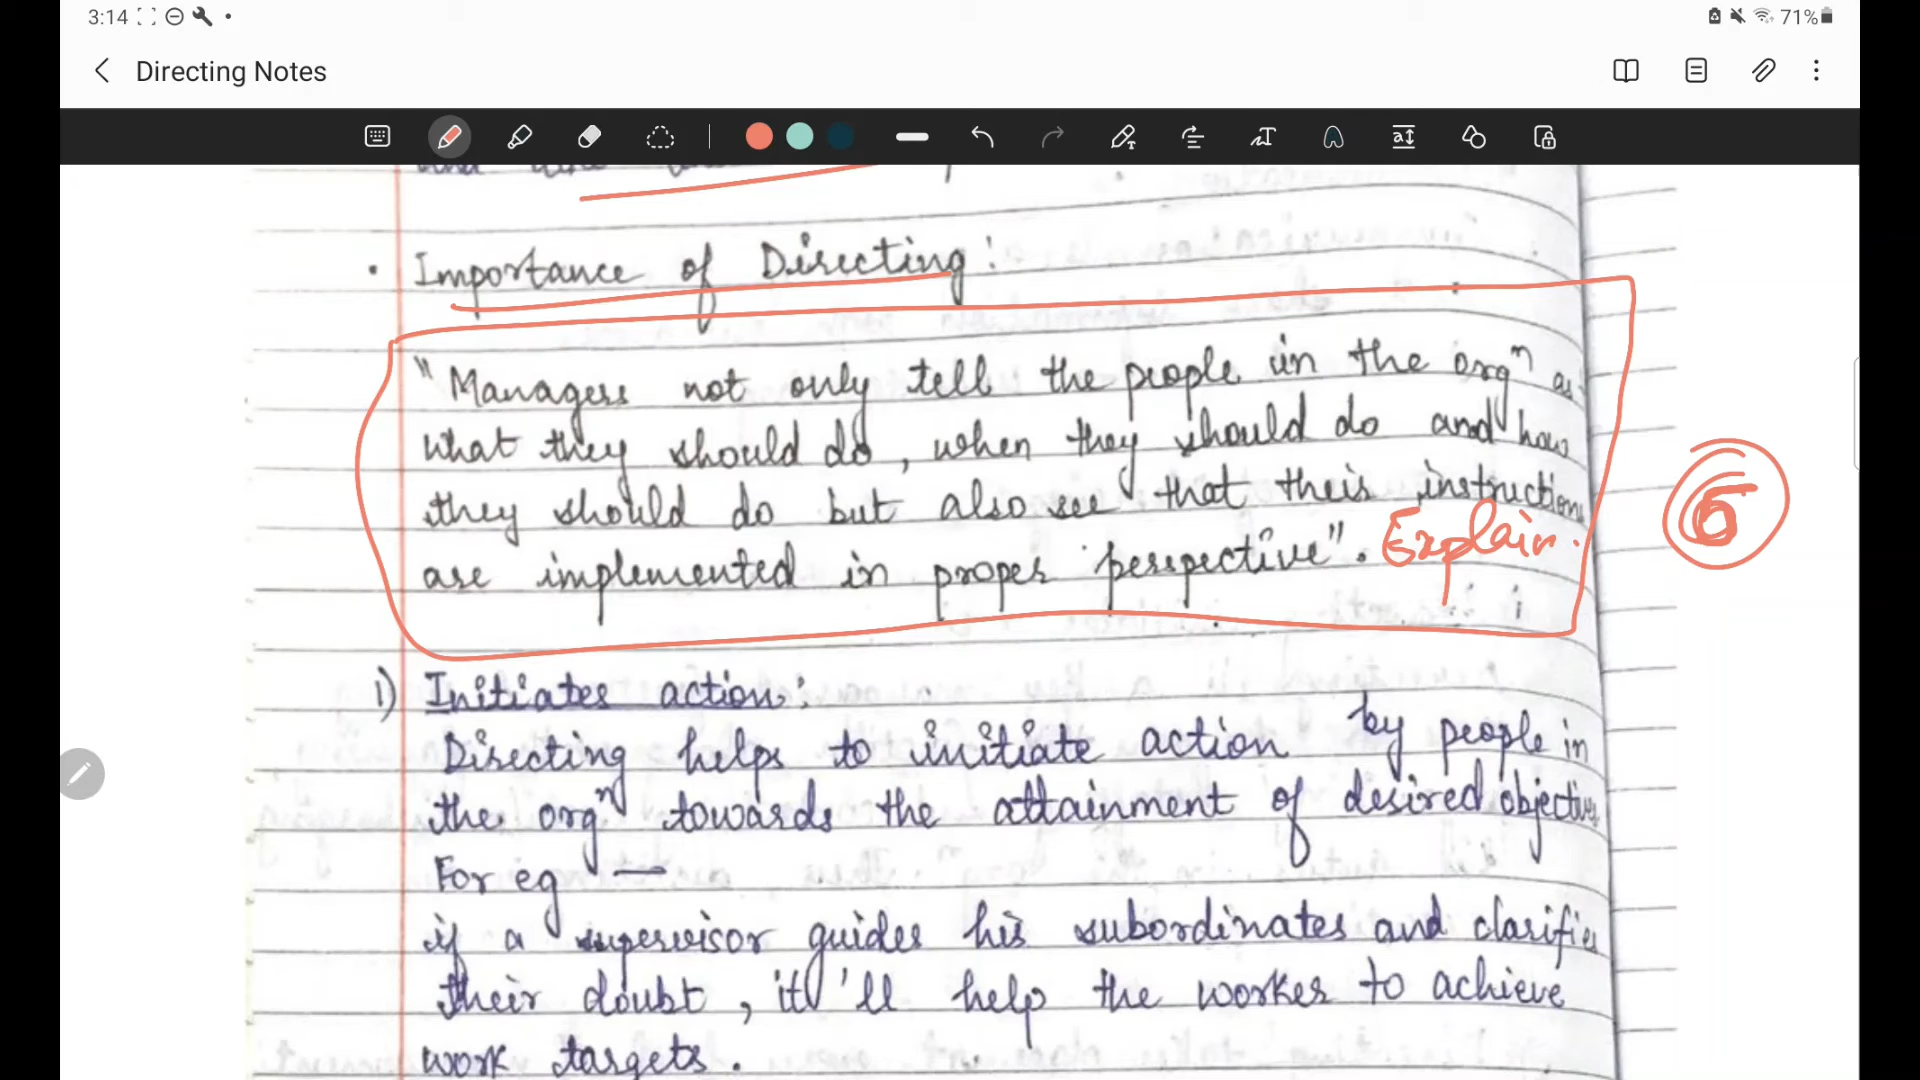 3:14
71%
Directing Notes
• Importance of Directing :
"Managers not only tell the people in the orgⁿ as
what they should do, when they should do and how
they should do but also see that their instructions
are implemented in proper perspective". Explain.
6
1) Initiates action :
Directing helps to initiate action by people in
the orgⁿ towards the attainment of desired objectives
For eg —
if a supervisor guides his subordinates and clarifies
their doubt, it'll help the worker to achieve
work targets.